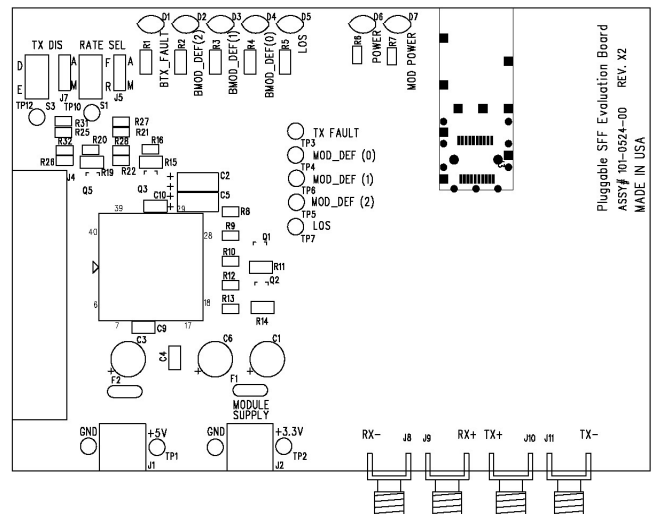 D1 D2 D3 D4 D5 D6 D7
R1 R2 R3 R4 R5 R6 R7
BTX_FAULT
BMOD_DEF(2)
BMOD_DEF(1)
BMOD_DEF(0)
LOS
POWER
MOD POWER
TX DIS RATE SEL
D A F A
E M R M
J7 J5
TP12 S3 TP10 S1
R31 R27
R25 R21
R32 R20 R28 R16
R26 R19 R22 R15
J4 Q5 Q3
C2
C10 C5
39 29
R8
40 28
R9 Q1
R10 R11
R12 Q2
6 18
R13 R14
7 17
C9
C3 C4 C6 C1
F2 F1
MODULE
SUPPLY
TX FAULT
TP3
MOD_DEF (0)
TP4
MOD_DEF (1)
TP6
MOD_DEF (2)
TP5
LOS
TP7
Pluggable SFF Evaluation Board
ASSY# 101-0524-00 REV. X2
MADE IN USA
GND +5V GND +3.3V
TP1 TP2
J1 J2
RX- J8 J9 RX+ TX+ J10 J11 TX-